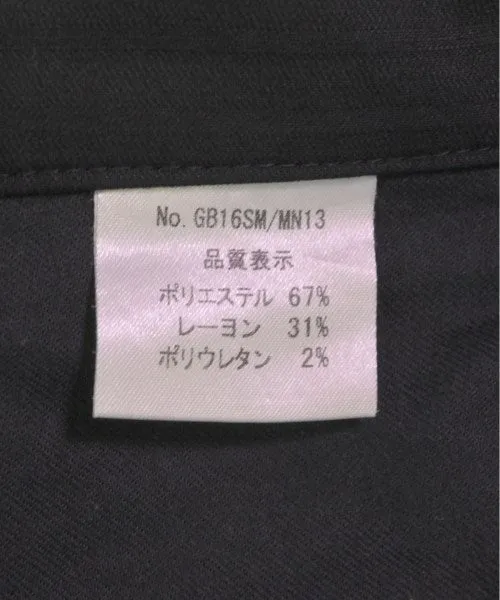 No. GB16SM/MN13
品質表示
ポリエステル 67%
レーヨン 31%
ポリウレタン 2%